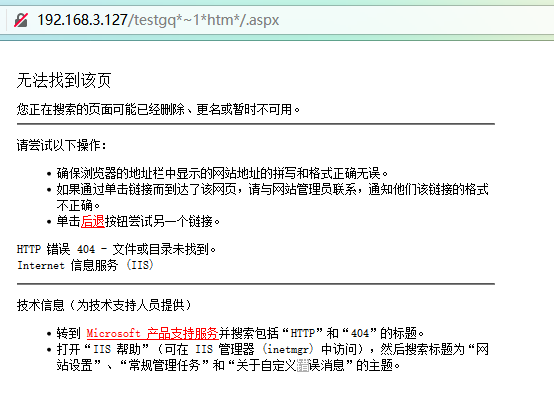 192.168.3.127/testgq*~1*htm*/.aspx
无法找到该页
您正在搜索的页面可能已经删除、更名或暂时不可用。
请尝试以下操作：
• 确保浏览器的地址栏中显示的网站地址的拼写和格式正确无误。
• 如果通过单击链接而到达了该网页，请与网站管理员联系，通知他们该链接的格式
不正确。
• 单击后退按钮尝试另一个链接。
HTTP 错误 404 - 文件或目录未找到。
Internet 信息服务 (IIS)
技术信息（为技术支持人员提供）
• 转到 Microsoft 产品支持服务并搜索包括“HTTP”和“404”的标题。
• 打开“IIS 帮助”（可在 IIS 管理器 (inetmgr) 中访问），然后搜索标题为“网
站设置”、“常规管理任务”和“关于自定义错误消息”的主题。